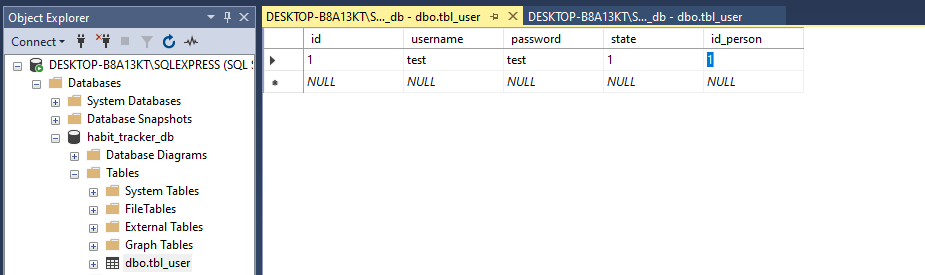 Object Explorer
Connect
DESKTOP-B8A13KT\SQLEXPRESS (SQL S
Databases
System Databases
Database Snapshots
habit_tracker_db
Database Diagrams
Tables
System Tables
FileTables
External Tables
Graph Tables
dbo.tbl_user
DESKTOP-B8A13KT\S..._db - dbo.tbl_user
DESKTOP-B8A13KT\S..._db - dbo.tbl_user
id username password state id_person
1 test test 1 1
NULL NULL NULL NULL NULL